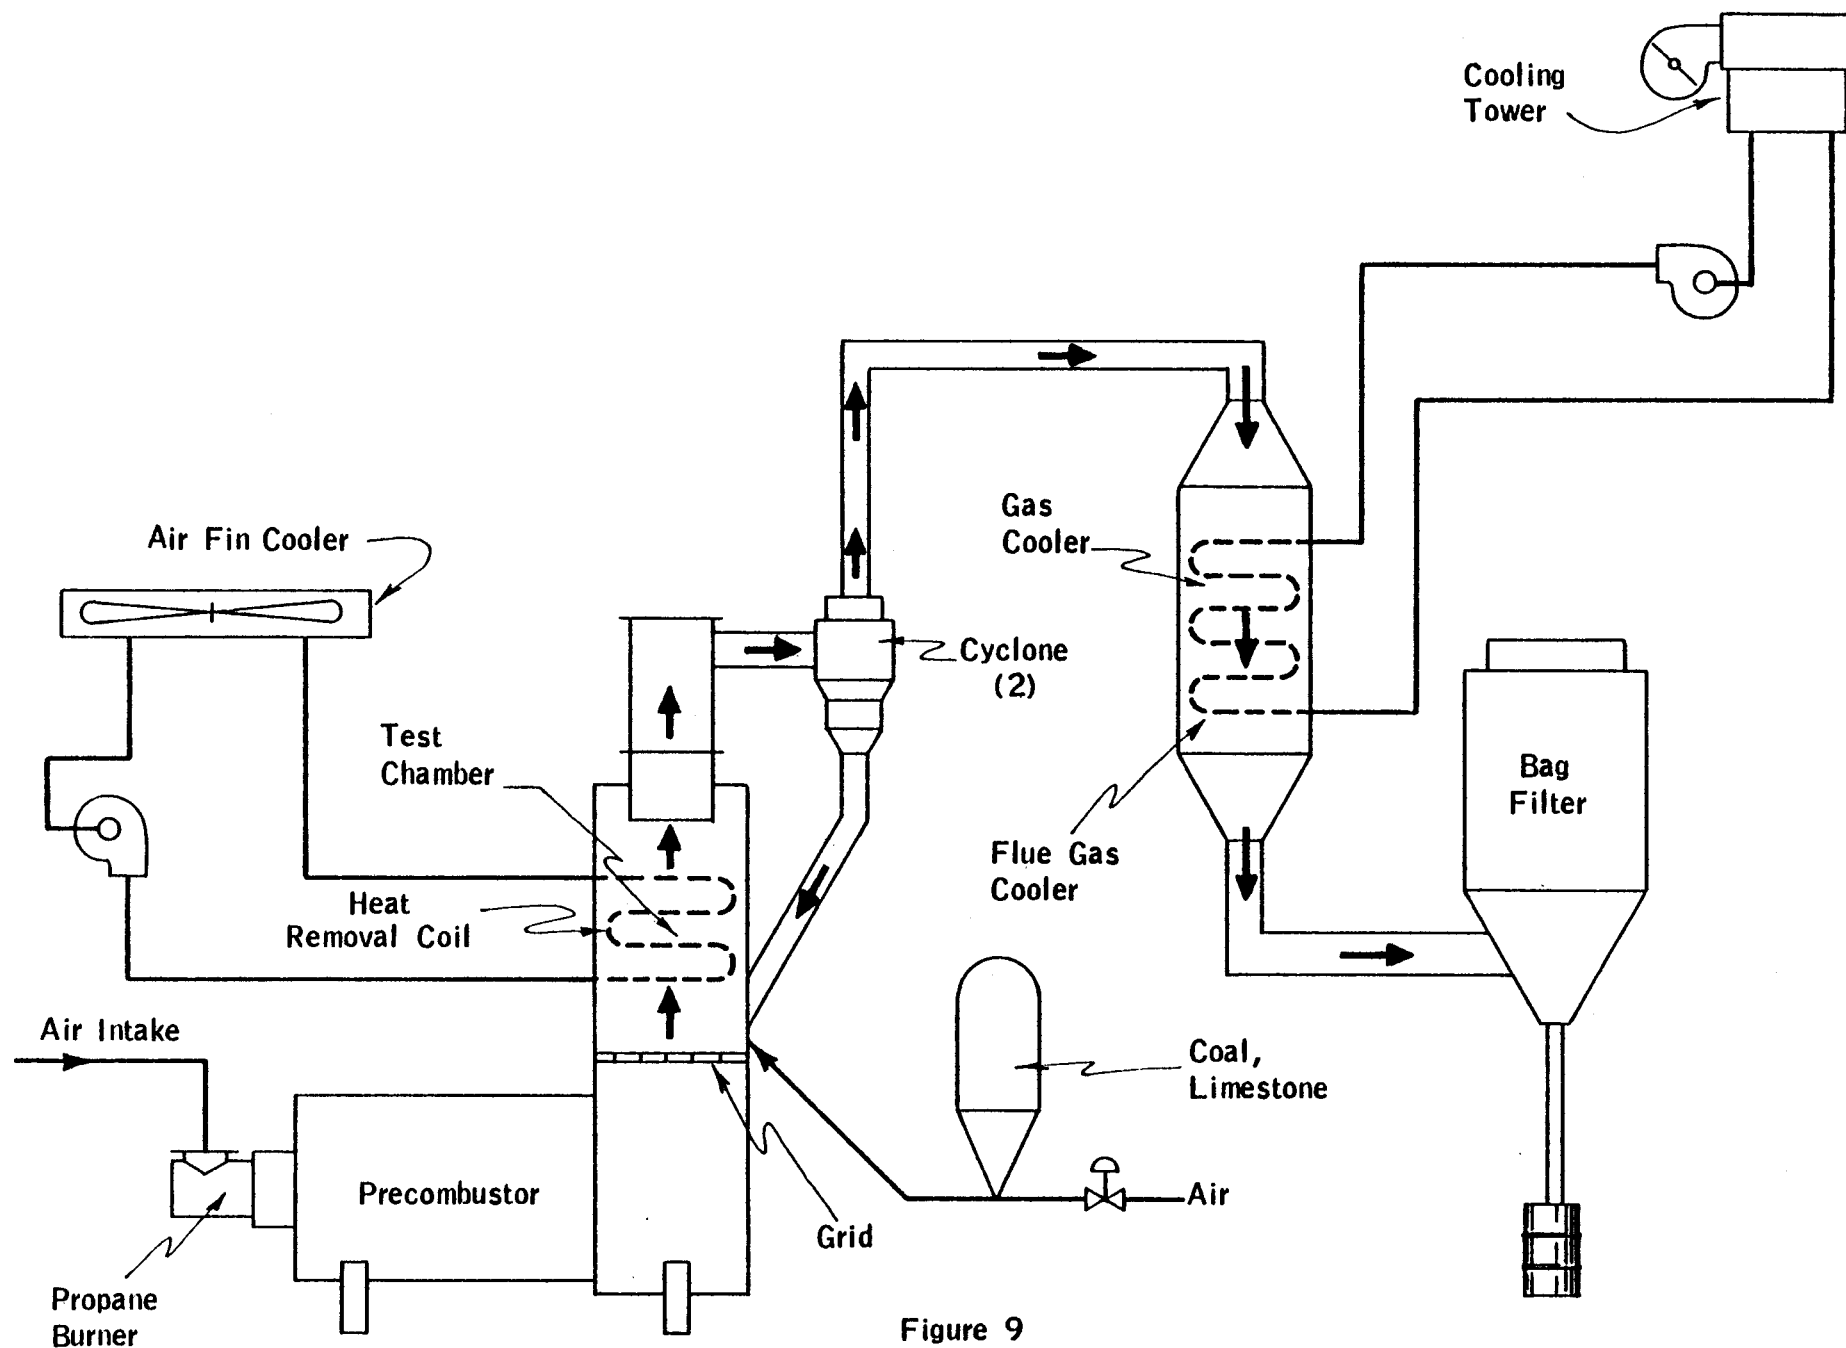 Cooling
Tower
Gas
Cooler
Air Fin Cooler
Cyclone
(2)
Test
Chamber
Bag
Filter
Flue Gas
Cooler
Heat
Removal Coil
Air Intake
Coal,
Limestone
Precombustor
Air
Grid
Propane
Burner
Figure 9